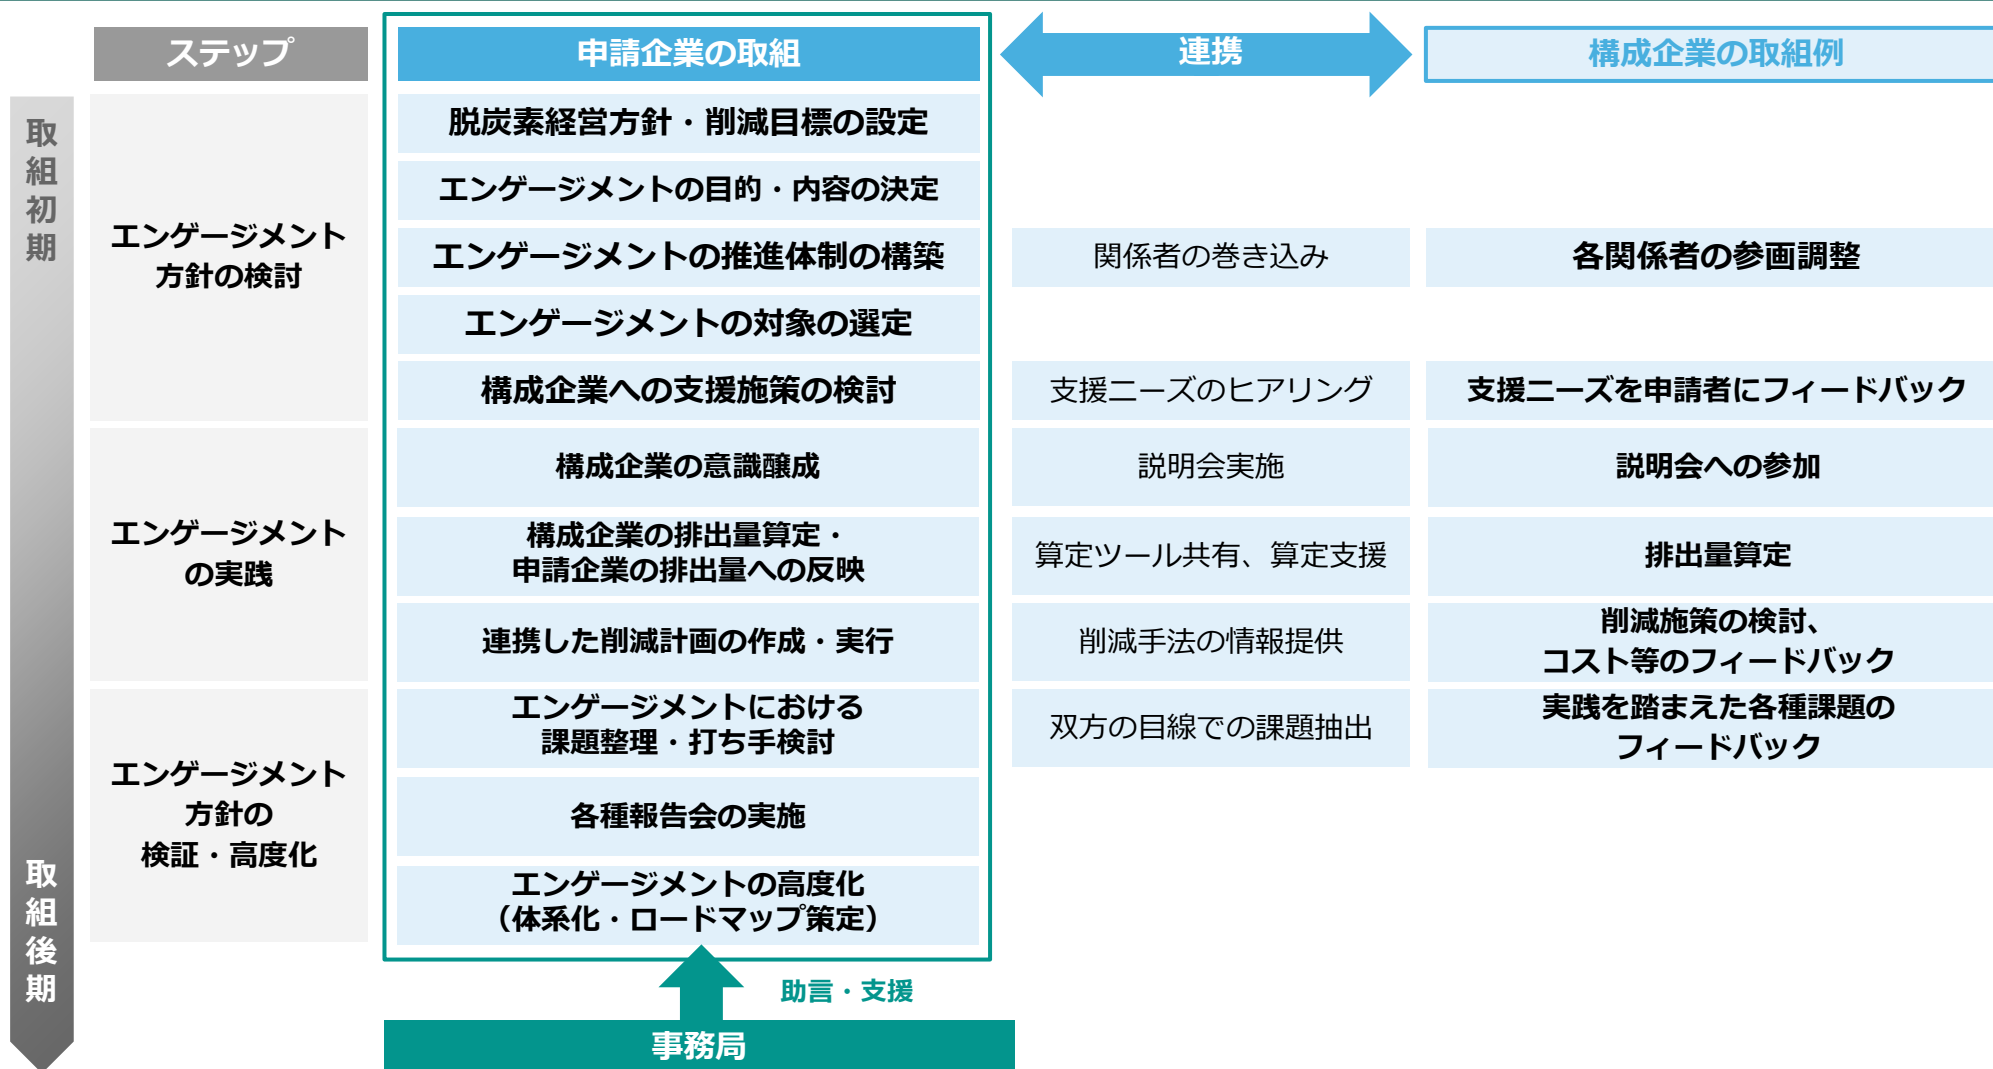 ステップ
申請企業の取組
連携
構成企業の取組例
取組初期
エンゲージメント
方針の検討
脱炭素経営方針・削減目標の設定
エンゲージメントの目的・内容の決定
エンゲージメントの推進体制の構築
関係者の巻き込み
各関係者の参画調整
エンゲージメントの対象の選定
構成企業への支援施策の検討
支援ニーズのヒアリング
支援ニーズを申請者にフィードバック
エンゲージメント
の実践
構成企業の意識醸成
説明会実施
説明会への参加
構成企業の排出量算定・
申請企業の排出量への反映
算定ツール共有、算定支援
排出量算定
連携した削減計画の作成・実行
削減手法の情報提供
削減施策の検討、
コスト等のフィードバック
エンゲージメント
方針の
検証・高度化
エンゲージメントにおける
課題整理・打ち手検討
双方の目線での課題抽出
実践を踏まえた各種課題の
フィードバック
各種報告会の実施
エンゲージメントの高度化
（体系化・ロードマップ策定）
取組後期
助言・支援
事務局